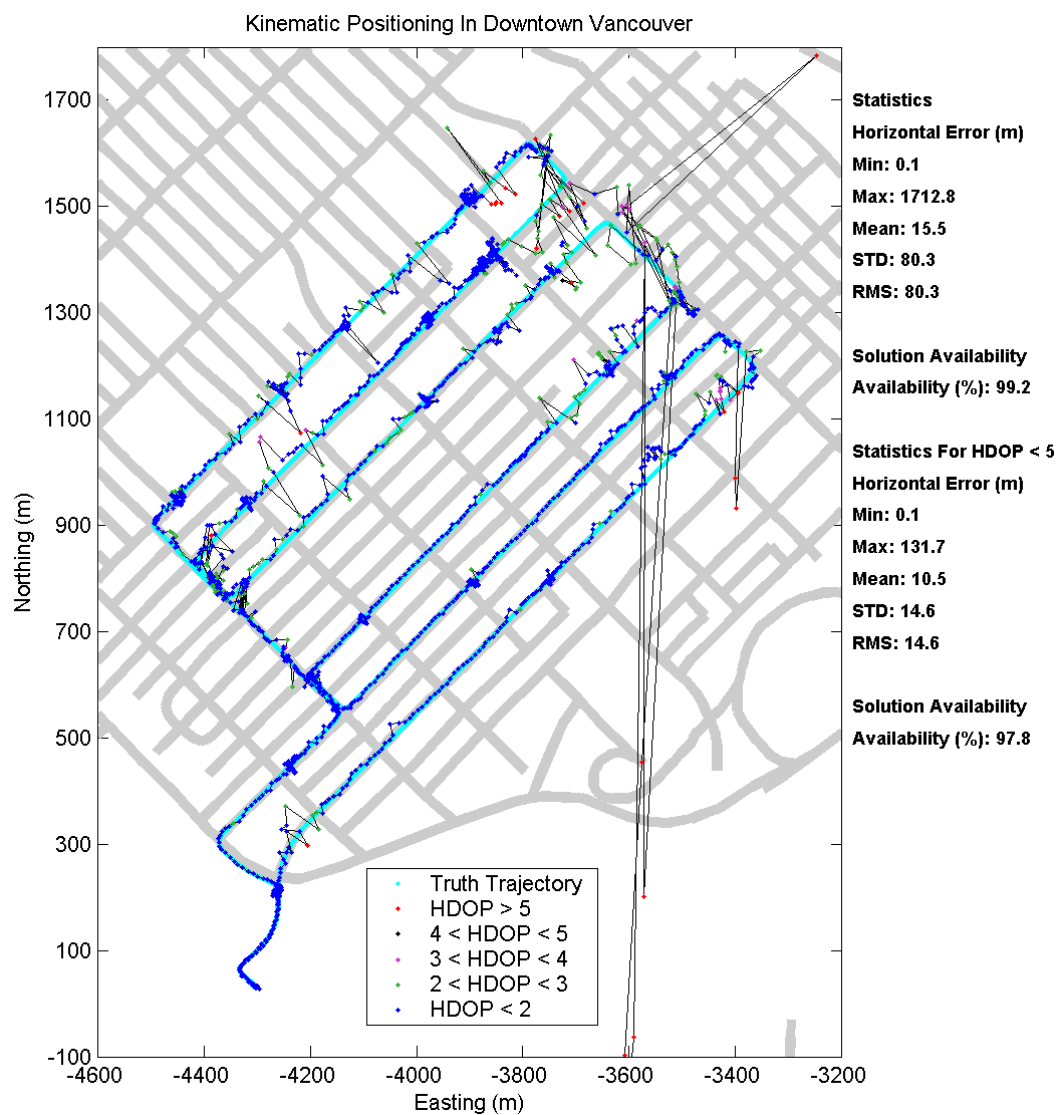 Kinematic Positioning In Downtown Vancouver
1700
1500
1300
1100
900
700
500
300
100
-100
Northing (m)
-4600
-4400
-4200
-4000
-3800
-3600
-3400
-3200
Easting (m)
Truth Trajectory
HDOP > 5
4 < HDOP < 5
3 < HDOP < 4
2 < HDOP < 3
HDOP < 2
Statistics
Horizontal Error (m)
Min: 0.1
Max: 1712.8
Mean: 15.5
STD: 80.3
RMS: 80.3
Solution Availability
Availability (%): 99.2
Statistics For HDOP < 5
Horizontal Error (m)
Min: 0.1
Max: 131.7
Mean: 10.5
STD: 14.6
RMS: 14.6
Solution Availability
Availability (%): 97.8